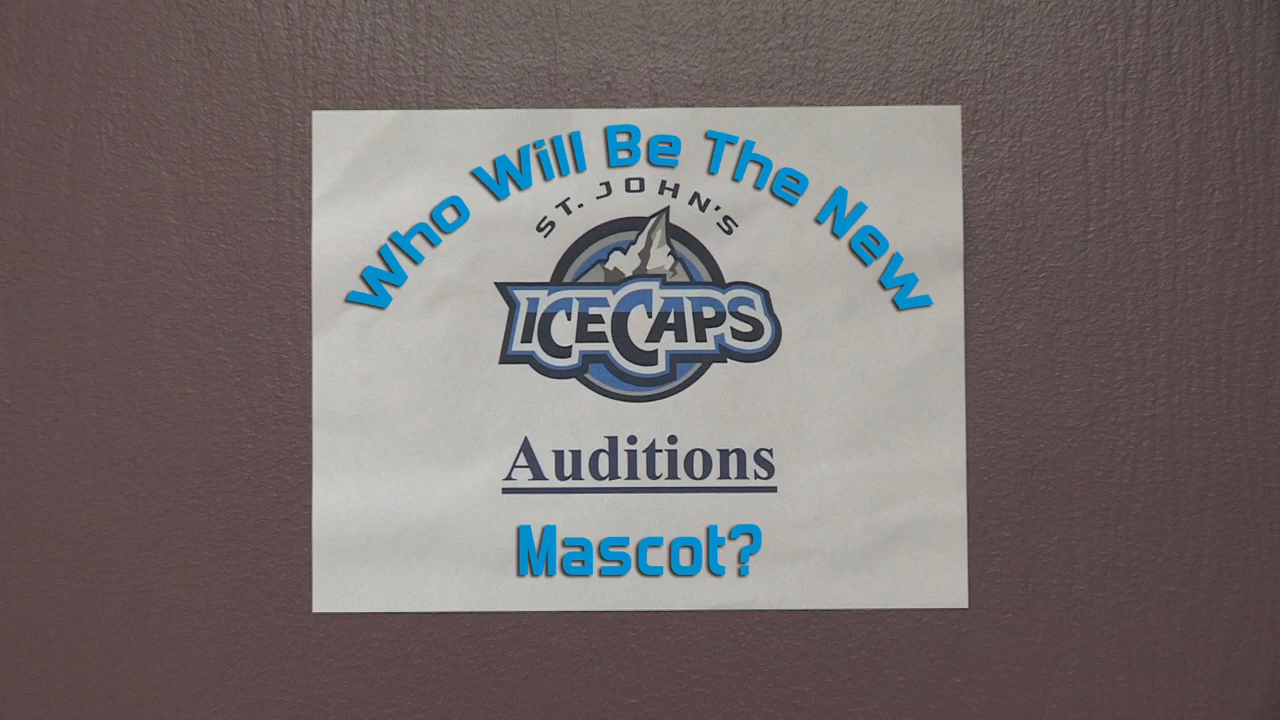 Who Will Be The New
ST. JOHN'S
ICECAPS
Auditions
Mascot?